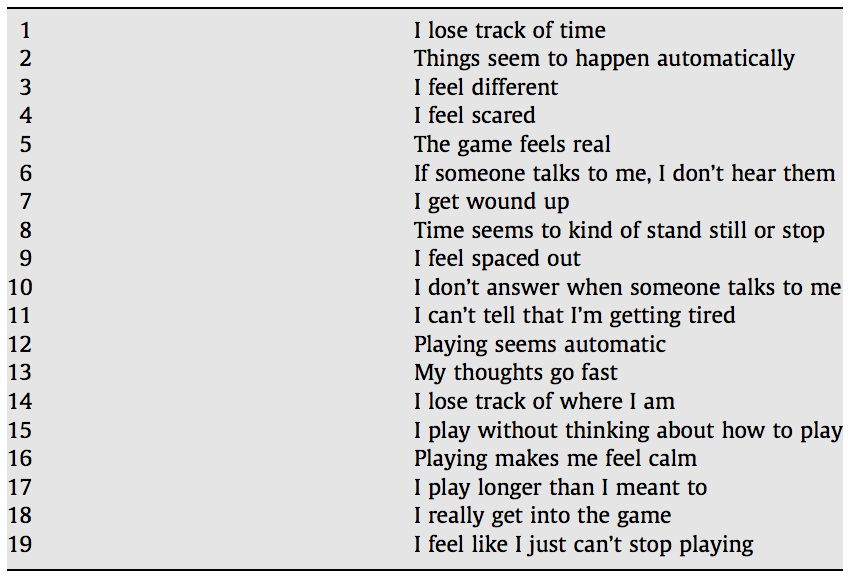 1 I lose track of time
2 Things seem to happen automatically
3 I feel different
4 I feel scared
5 The game feels real
6 If someone talks to me, I don’t hear them
7 I get wound up
8 Time seems to kind of stand still or stop
9 I feel spaced out
10 I don’t answer when someone talks to me
11 I can’t tell that I’m getting tired
12 Playing seems automatic
13 My thoughts go fast
14 I lose track of where I am
15 I play without thinking about how to play
16 Playing makes me feel calm
17 I play longer than I meant to
18 I really get into the game
19 I feel like I just can’t stop playing